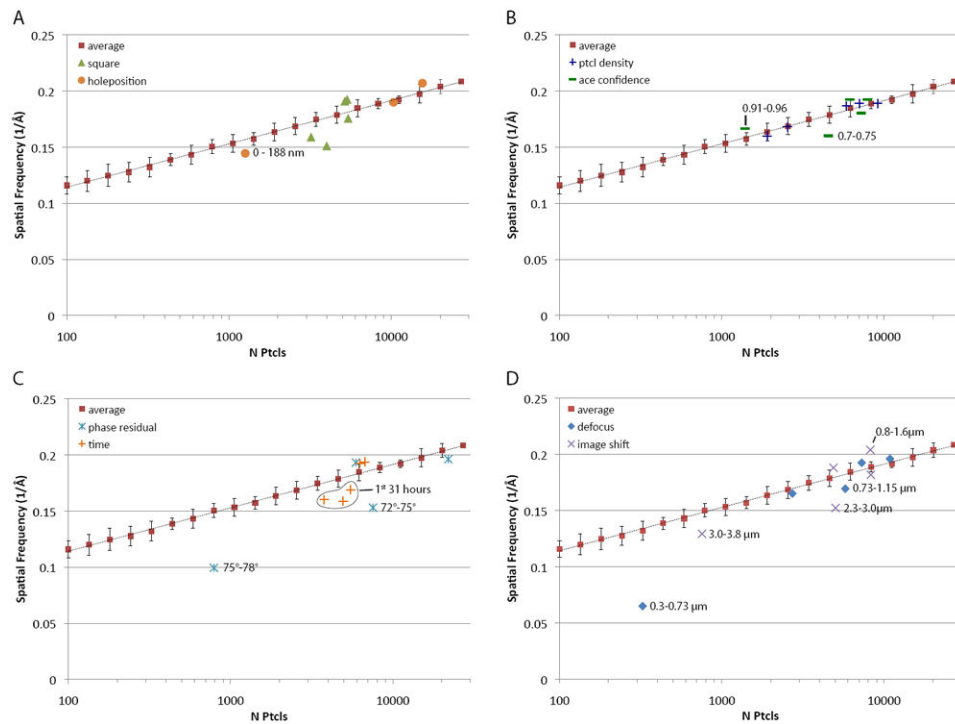 A
0.25
average
square
holeposition
0.2
0.15
0 - 188 nm
0.1
0.05
0
100
1000
10000
Spatial Frequency (1/Å)
N Ptcls
B
0.25
average
ptcl density
ace confidence
0.2
0.91-0.96
0.15
0.7-0.75
0.1
0.05
0
100
1000
10000
Spatial Frequency (1/Å)
N Ptcls
C
0.25
average
phase residual
time
0.2
1st 31 hours
0.15
72°-75°
0.1
75°-78°
0.05
0
100
1000
10000
Spatial Frequency (1/Å)
N Ptcls
D
0.25
average
defocus
image shift
0.8-1.6µm
0.2
0.73-1.15 µm
0.15
2.3-3.0µm
3.0-3.8 µm
0.1
0.05
0.3-0.73 µm
0
100
1000
10000
Spatial Frequency (1/Å)
N Ptcls